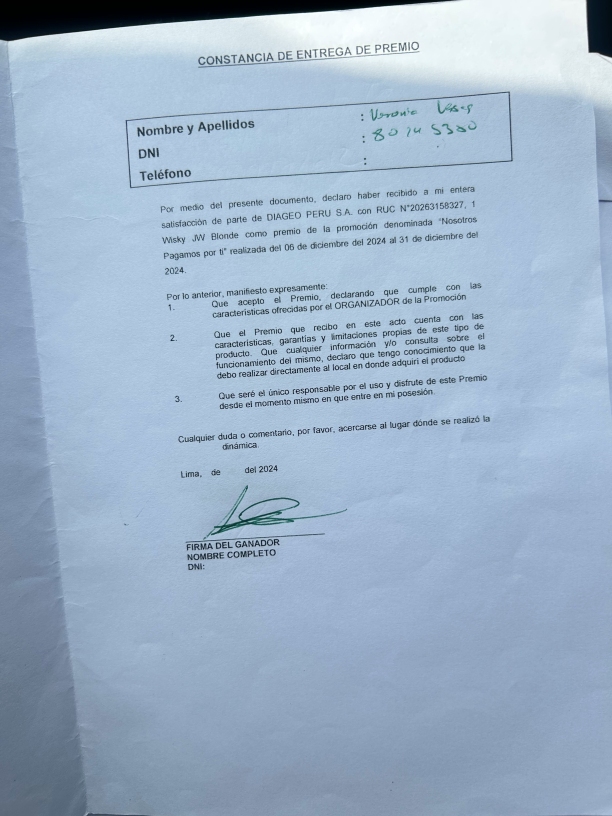 CONSTANCIA DE ENTREGA DE PREMIO
Nombre y Apellidos :
DNI : 80745380
Teléfono :
Por medio del presente documento, declaro haber recibido a mi entera
satisfacción de parte de DIAGEO PERU S.A. con RUC N°20263158327, 1
Wisky JW Blonde como premio de la promoción denominada "Nosotros
Pagamos por ti" realizada del 06 de diciembre del 2024 al 31 de diciembre del
2024.
Por lo anterior, manifiesto expresamente:
1. Que acepto el Premio, declarando que cumple con las
características ofrecidas por el ORGANIZADOR de la Promoción
2. Que el Premio que recibo en este acto cuenta con las
características, garantías y limitaciones propias de este tipo de
producto. Que cualquier información y/o consulta sobre el
funcionamiento del mismo, declaro que tengo conocimiento que la
debo realizar directamente al local en donde adquirí el producto
3. Que seré el único responsable por el uso y disfrute de este Premio
desde el momento mismo en que entre en mi posesión.
Cualquier duda o comentario, por favor, acercarse al lugar dónde se realizó la
dinámica.
Lima, de del 2024
FIRMA DEL GANADOR
NOMBRE COMPLETO
DNI: